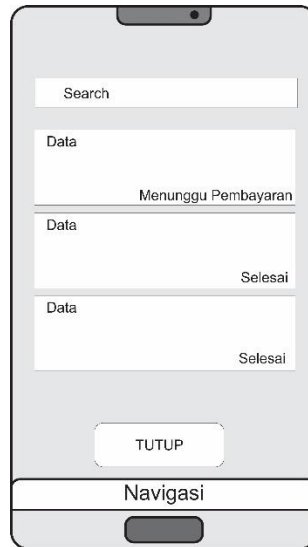 Search
Data
Menunggu Pembayaran
Data
Selesai
Data
Selesai
TUTUP
Navigasi